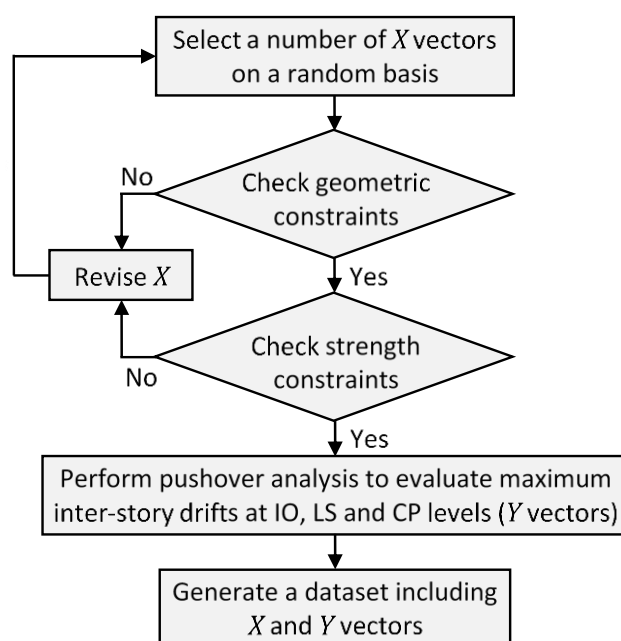 Select a number of X vectors
on a random basis
No
Check geometric
constraints
Revise X
Yes
Check strength
constraints
No
Yes
Perform pushover analysis to evaluate maximum
inter-story drifts at IO, LS and CP levels (Y vectors)
Generate a dataset including
X and Y vectors